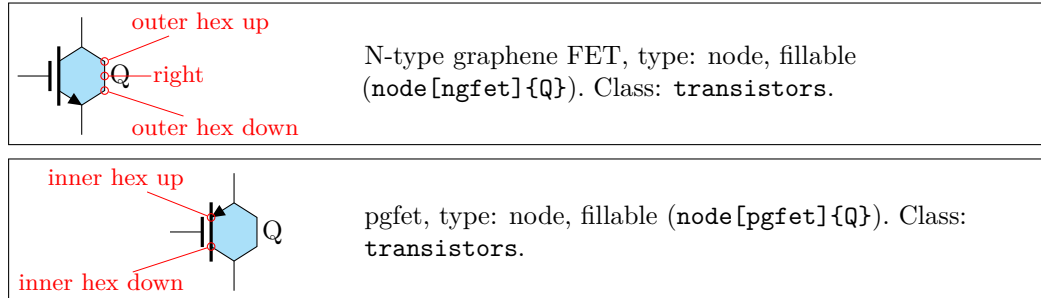 outer hex up
Q
right
outer hex down
N-type graphene FET, type: node, fillable
(node[ngfet]{Q}). Class: transistors.
inner hex up
Q
inner hex down
pgfet, type: node, fillable (node[pgfet]{Q}). Class:
transistors.